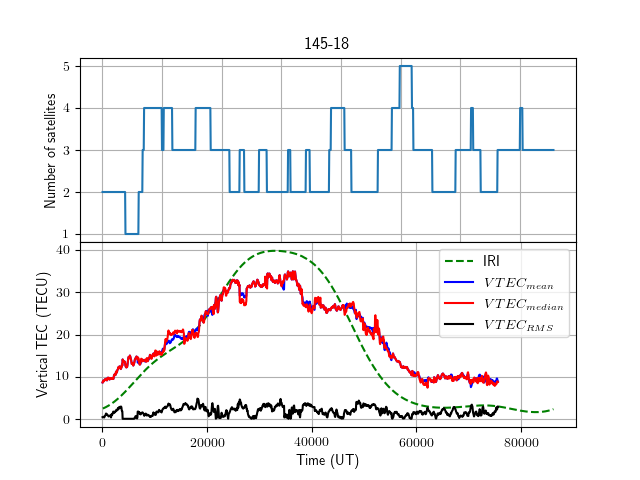 145-18
Number of satellites
5
4
3
2
1
Vertical TEC (TECU)
40
30
20
10
0
IRI
VTEC_mean
VTEC_median
VTEC_RMS
0 20000 40000 60000 80000
Time (UT)